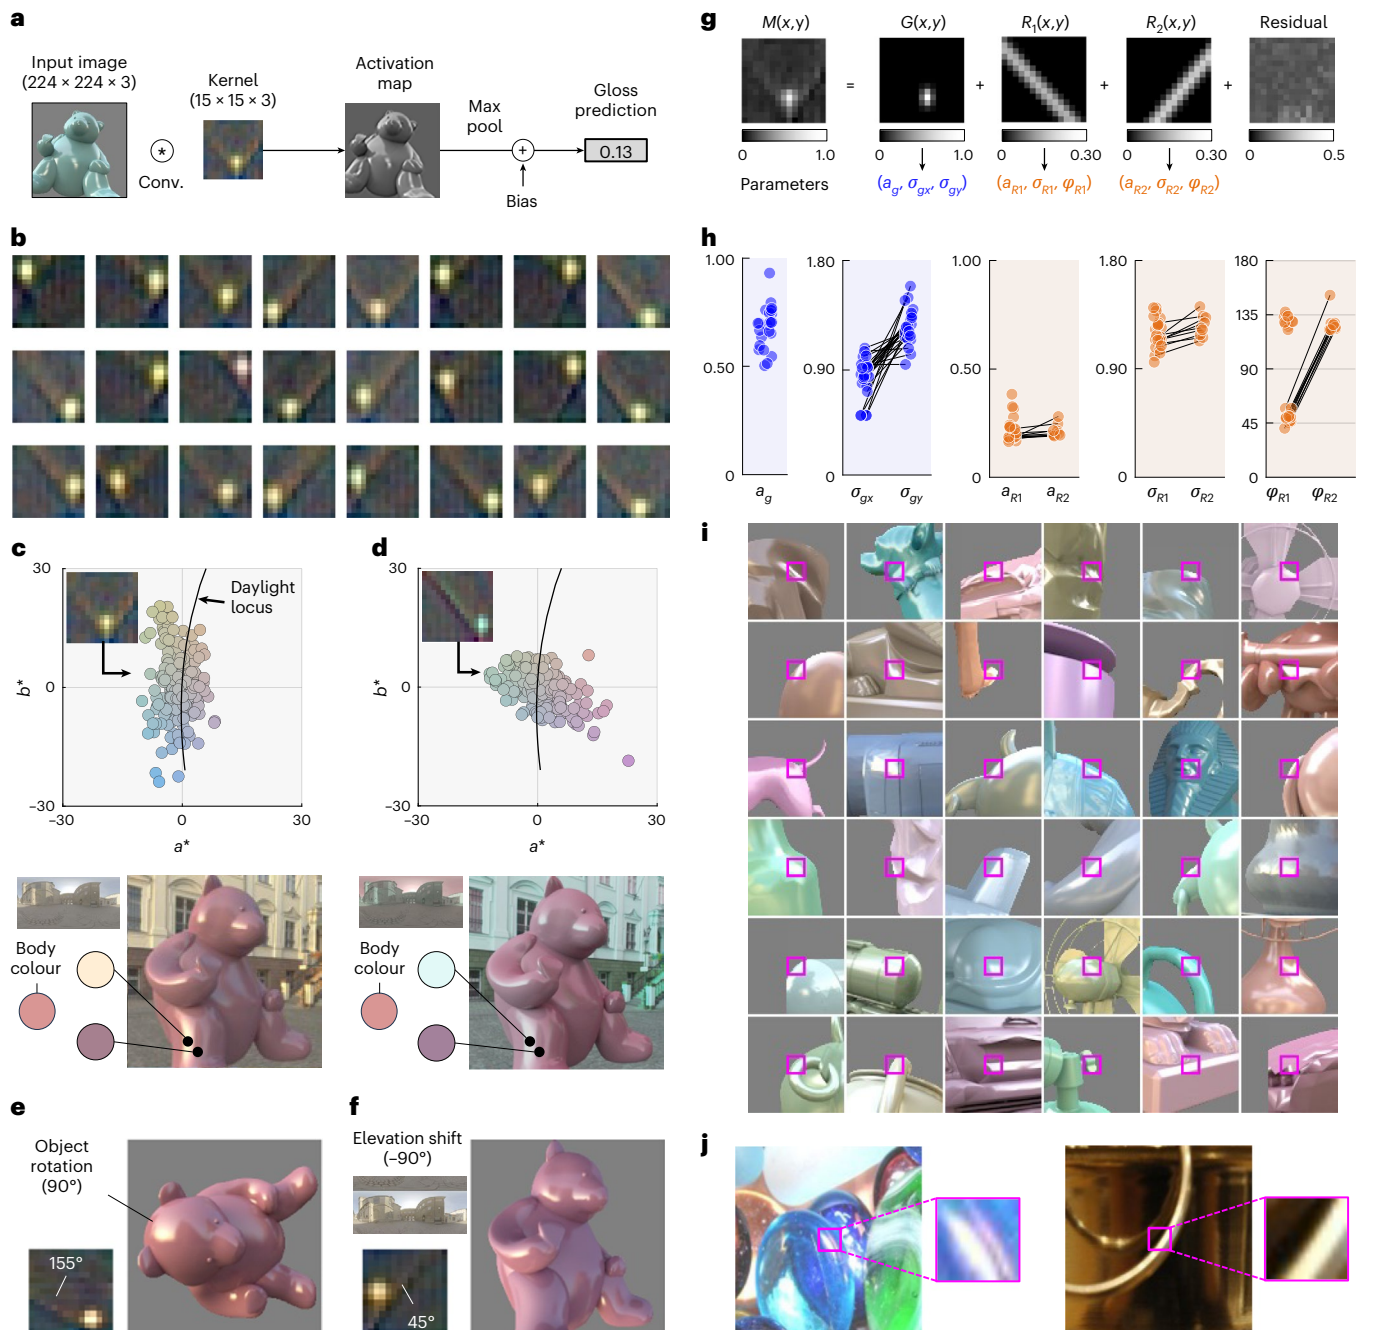 a
Input image
(224 × 224 × 3)
Kernel
(15 × 15 × 3)
Activation
map
Max
pool
Gloss
prediction
*
Conv.
+
0.13
Bias
b
c
30
0
–30
–30
0
30
b*
a*
Daylight
locus
Body
colour
d
30
0
–30
–30
0
30
b*
a*
Body
colour
e
Object
rotation
(90°)
155°
f
Elevation shift
(–90°)
45°
g
M(x,y)
G(x,y)
R1(x,y)
R2(x,y)
Residual
= + + +
0 1.0
0 1.0
0 0.30
0 0.30
0 0.5
Parameters
(ag, σgx, σgy)
(aR1, σR1, φR1)
(aR2, σR2, φR2)
h
1.00
0.50
0
ag
1.80
0.90
0
σgx σgy
1.00
0.50
0
aR1 aR2
1.80
0.90
0
σR1 σR2
180
135
90
45
0
φR1 φR2
i
j